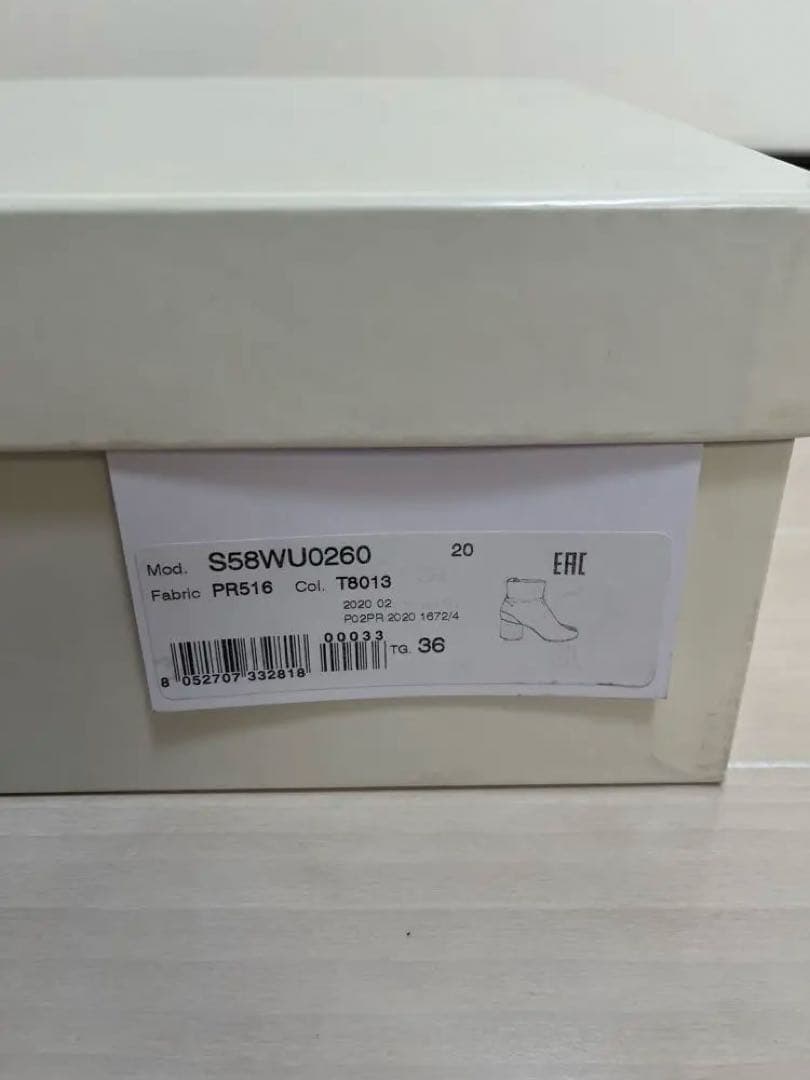 Mod. S58WU0260 20
EAC
Fabric PR516 Col. T8013
2020 02
P02PR 2020 1672/4
00033
TG. 36
8 052707 332818